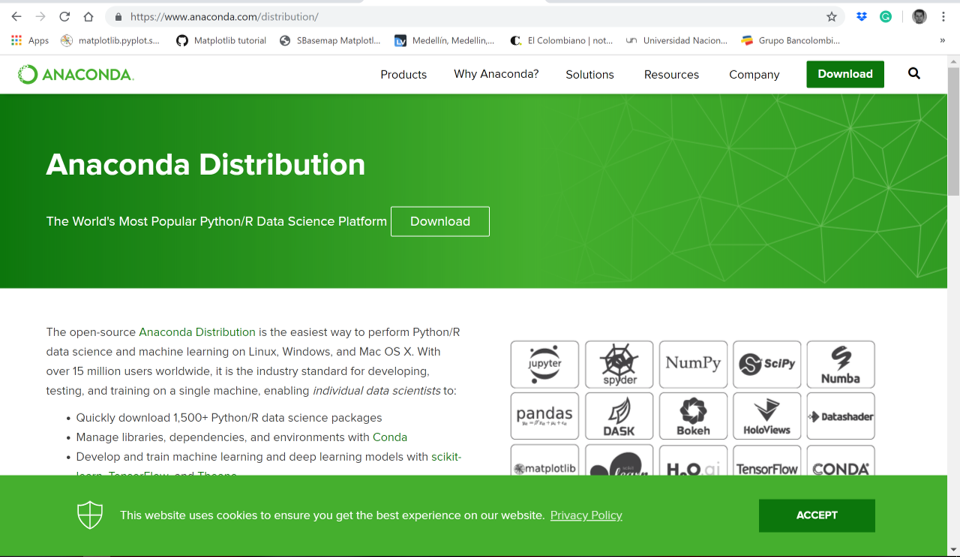 https://www.anaconda.com/distribution/
Apps matplotlib.pyplot.s... Matplotlib tutorial SBasemap Matplotl... Medellín, Medellin,... El Colombiano | not... Universidad Nacion... Grupo Bancolombi... »
ANACONDA.
Products Why Anaconda? Solutions Resources Company Download
Anaconda Distribution
The World's Most Popular Python/R Data Science Platform Download
The open-source Anaconda Distribution is the easiest way to perform Python/R
data science and machine learning on Linux, Windows, and Mac OS X. With
over 15 million users worldwide, it is the industry standard for developing,
testing, and training on a single machine, enabling individual data scientists to:
• Quickly download 1,500+ Python/R data science packages
• Manage libraries, dependencies, and environments with Conda
• Develop and train machine learning and deep learning models with scikit-
learn, TensorFlow, and Theano
jupyter spyder NumPy SciPy Numba
pandas DASK Bokeh HoloViews Datashader
matplotlib learn H2O.ai TensorFlow CONDA
This website uses cookies to ensure you get the best experience on our website. Privacy Policy
ACCEPT